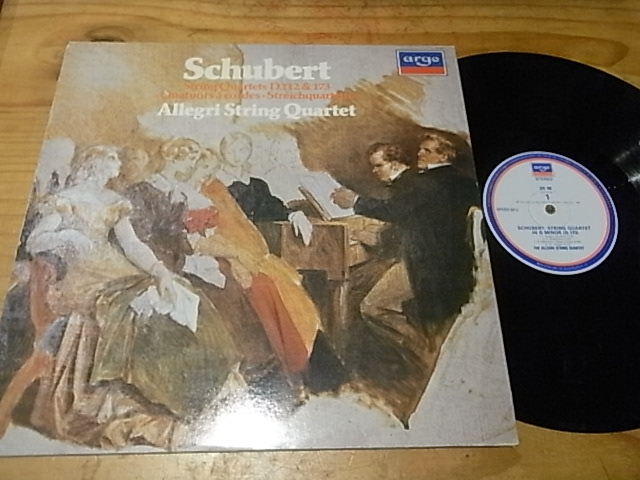 argo
Schubert
String Quartets D.112 & 173
Quatuors à cordes · Streichquartette
Allegri String Quartet
argo
1
SCHUBERT: STRING QUARTET
IN G MINOR D.173
THE ALLEGRI STRING QUARTET